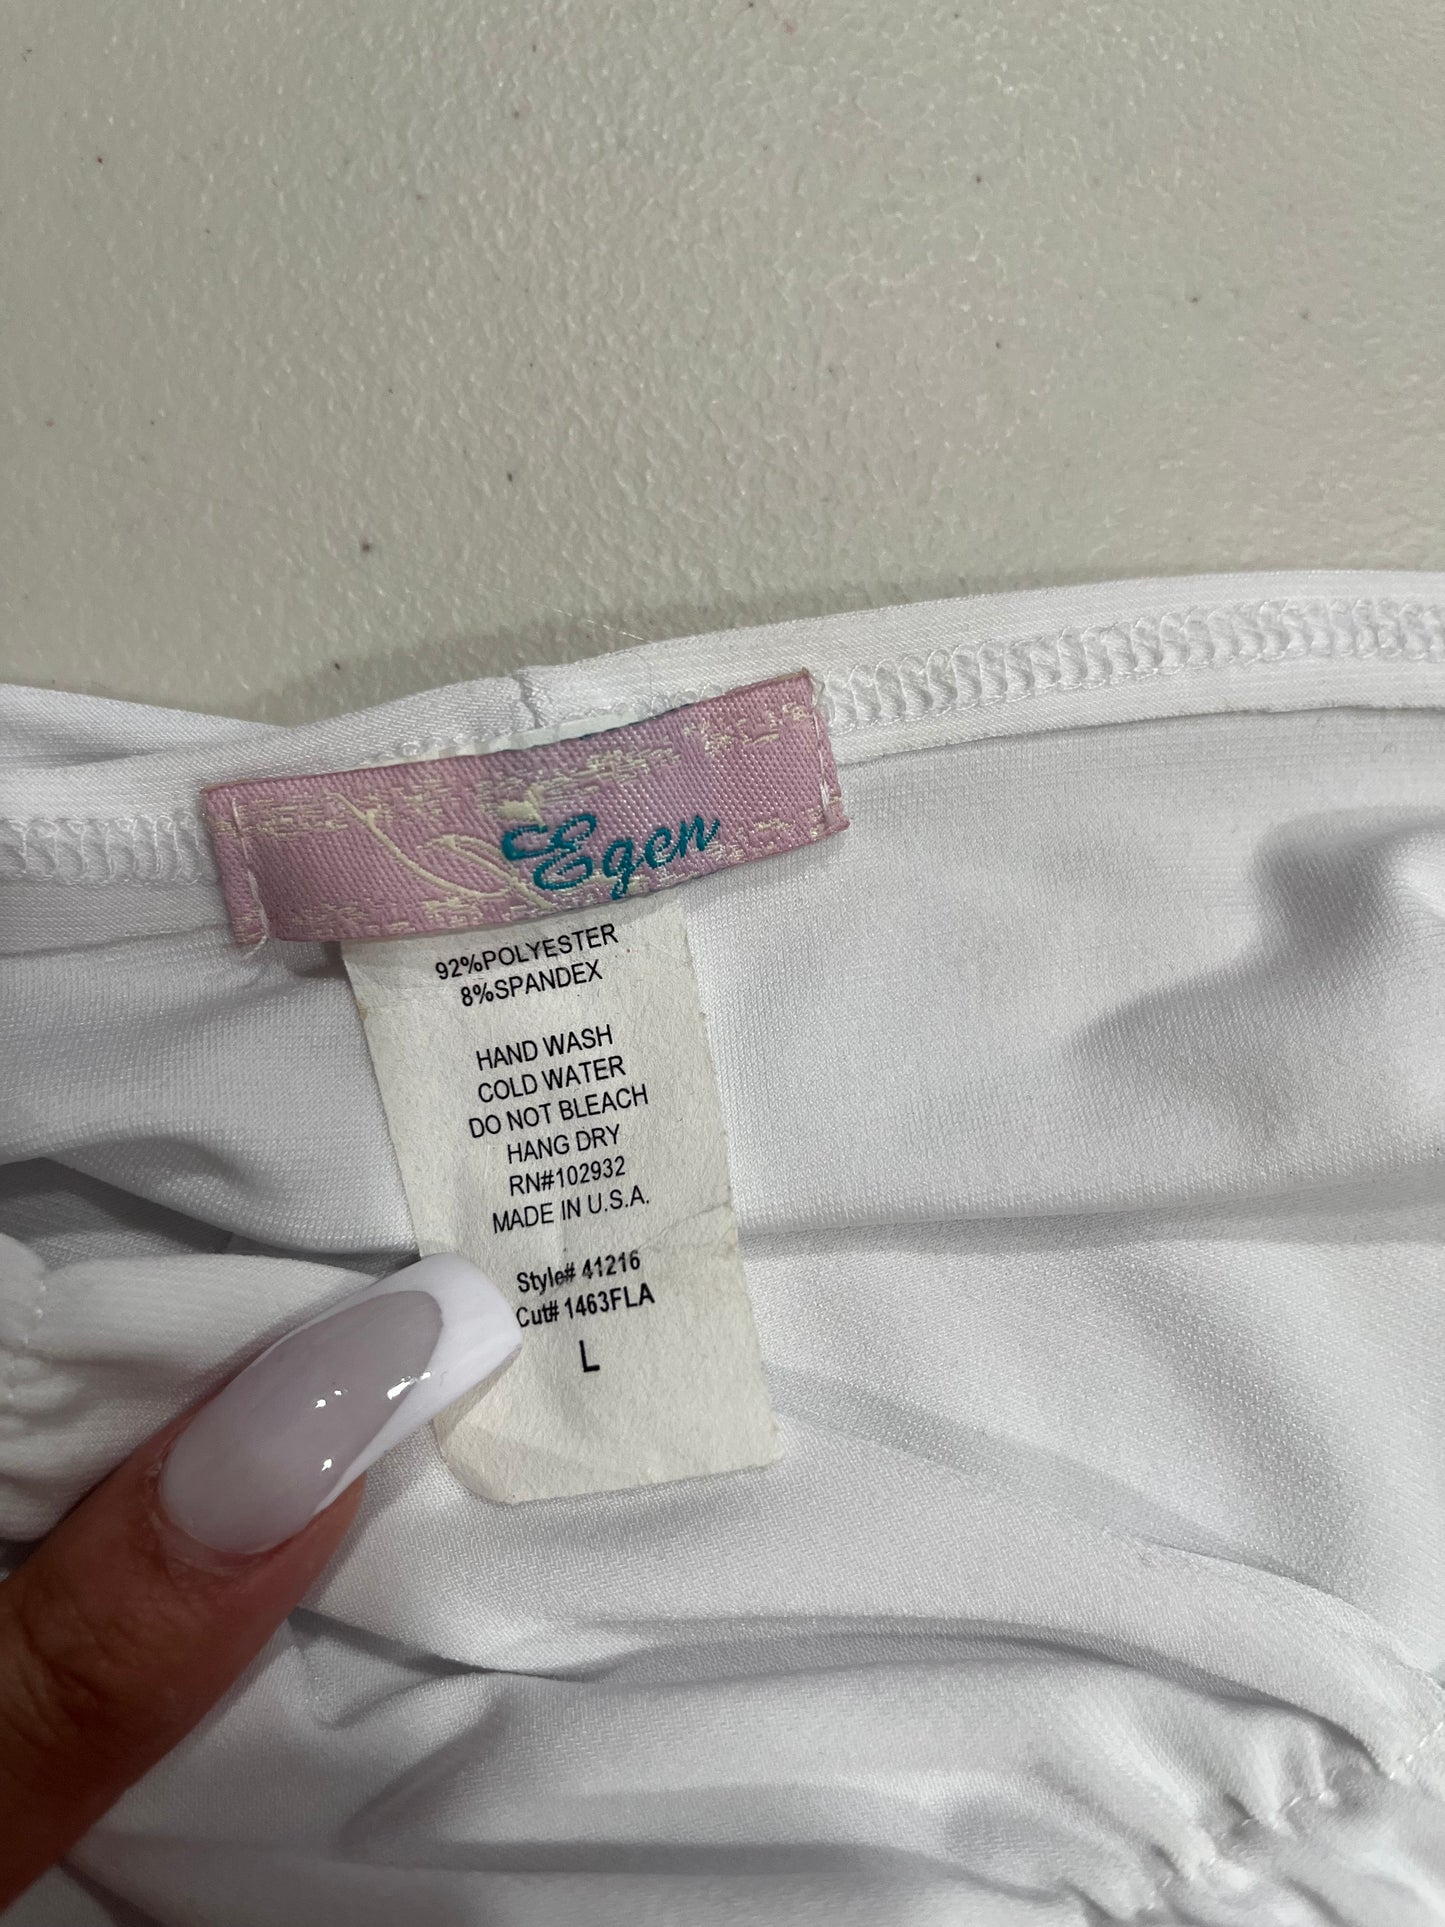 Egen
92%POLYESTER
8%SPANDEX
HAND WASH
COLD WATER
DO NOT BLEACH
HANG DRY
RN#102932
MADE IN U.S.A.
Style# 41216
Cut# 1463FLA
L